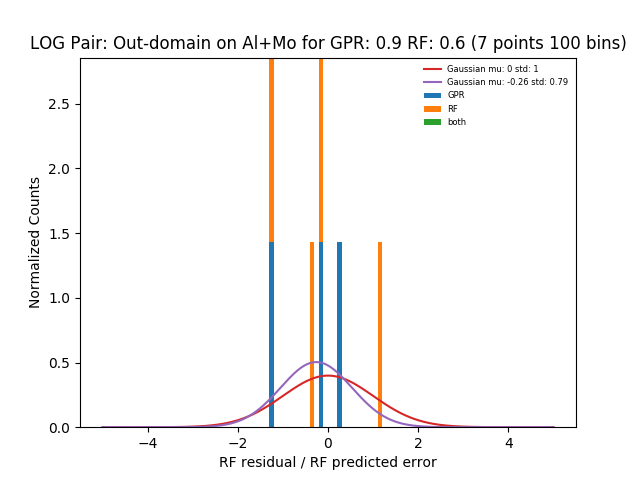 LOG Pair: Out-domain on Al+Mo for GPR: 0.9 RF: 0.6 (7 points 100 bins)
Gaussian mu: 0 std: 1
Gaussian mu: -0.26 std: 0.79
GPR
RF
both
Normalized Counts
2.5
2.0
1.5
1.0
0.5
0.0
−4 −2 0 2 4
RF residual / RF predicted error